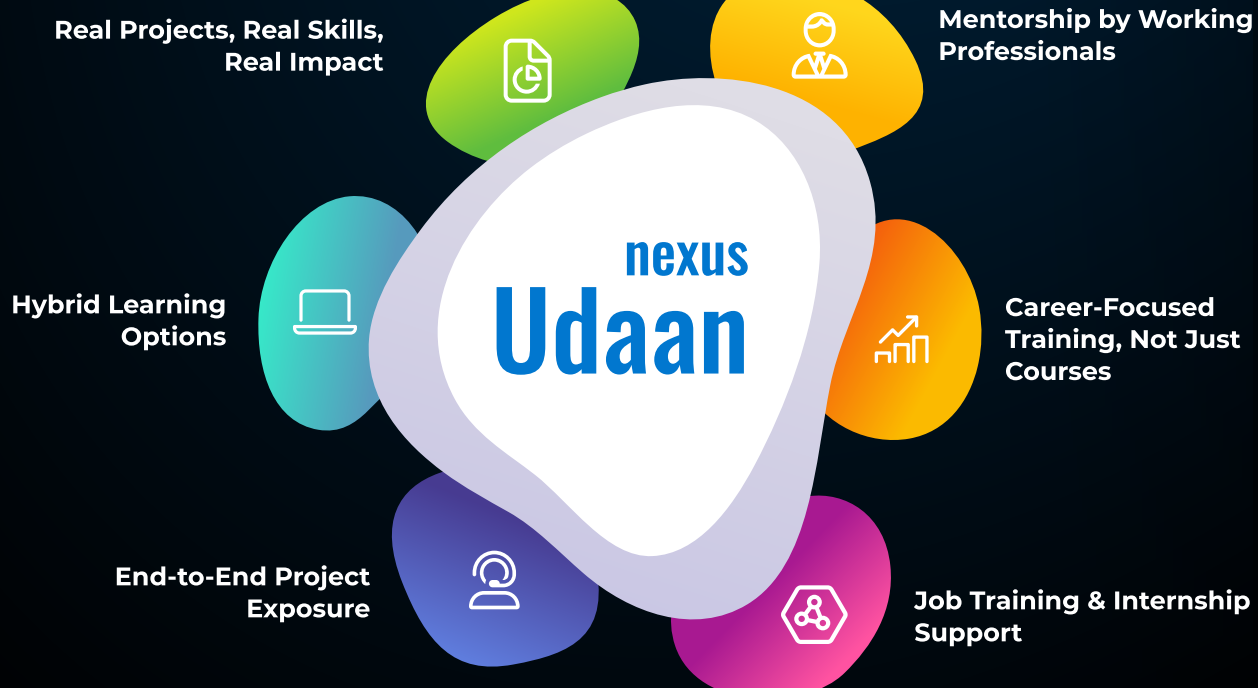 Real Projects, Real Skills,
Real Impact
Mentorship by Working
Professionals
nexus
Udaan
Hybrid Learning
Options
Career-Focused
Training, Not Just
Courses
End-to-End Project
Exposure
Job Training & Internship
Support